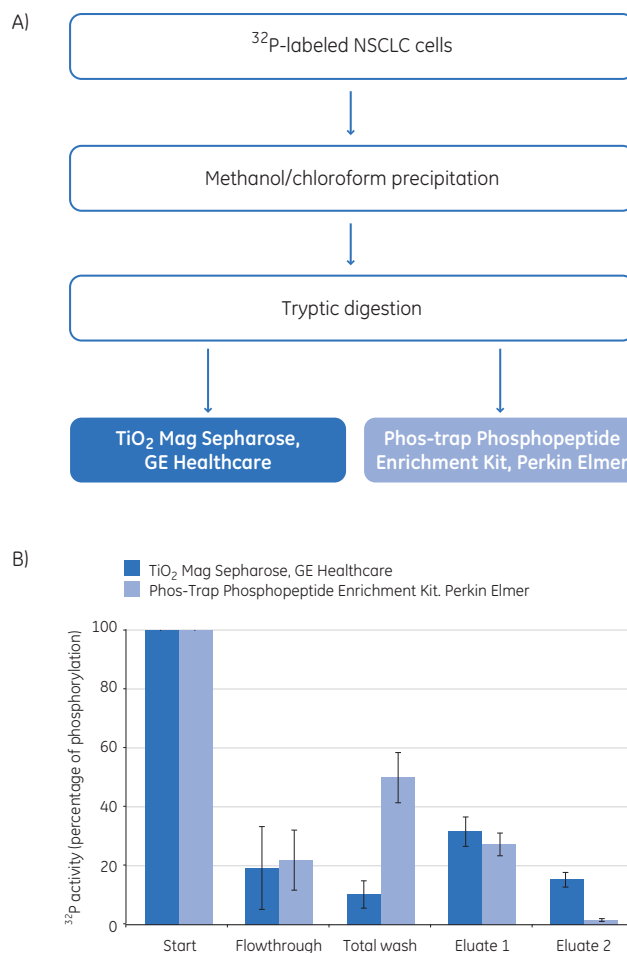 A)
³²P-labeled NSCLC cells
Methanol/chloroform precipitation
Tryptic digestion
TiO₂ Mag Sepharose,
GE Healthcare
Phos-trap Phosphopeptide
Enrichment Kit, Perkin Elmer
B)
TiO₂ Mag Sepharose, GE Healthcare
Phos-Trap Phosphopeptide Enrichment Kit. Perkin Elmer
³²P activity (percentage of phosphorylation)
100
80
60
40
20
0
Start
Flowthrough
Total wash
Eluate 1
Eluate 2